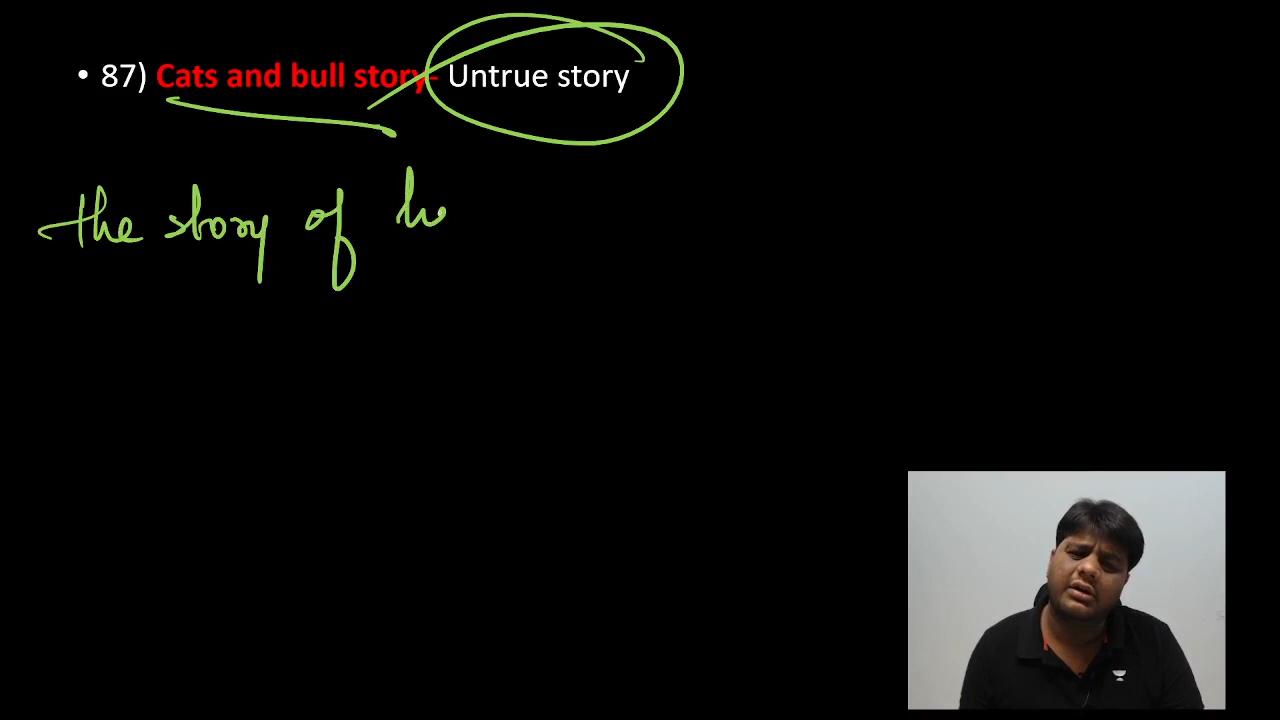 • 87) Cats and bull story- Untrue story
the story of